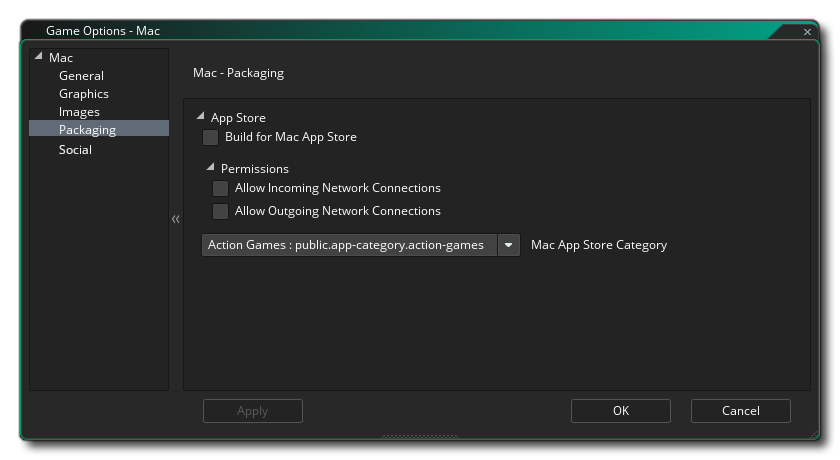 Game Options - Mac
Mac
General
Graphics
Images
Packaging
Social
Mac - Packaging
App Store
Build for Mac App Store
Permissions
Allow Incoming Network Connections
Allow Outgoing Network Connections
Action Games : public.app-category.action-games
Mac App Store Category
Apply
OK
Cancel